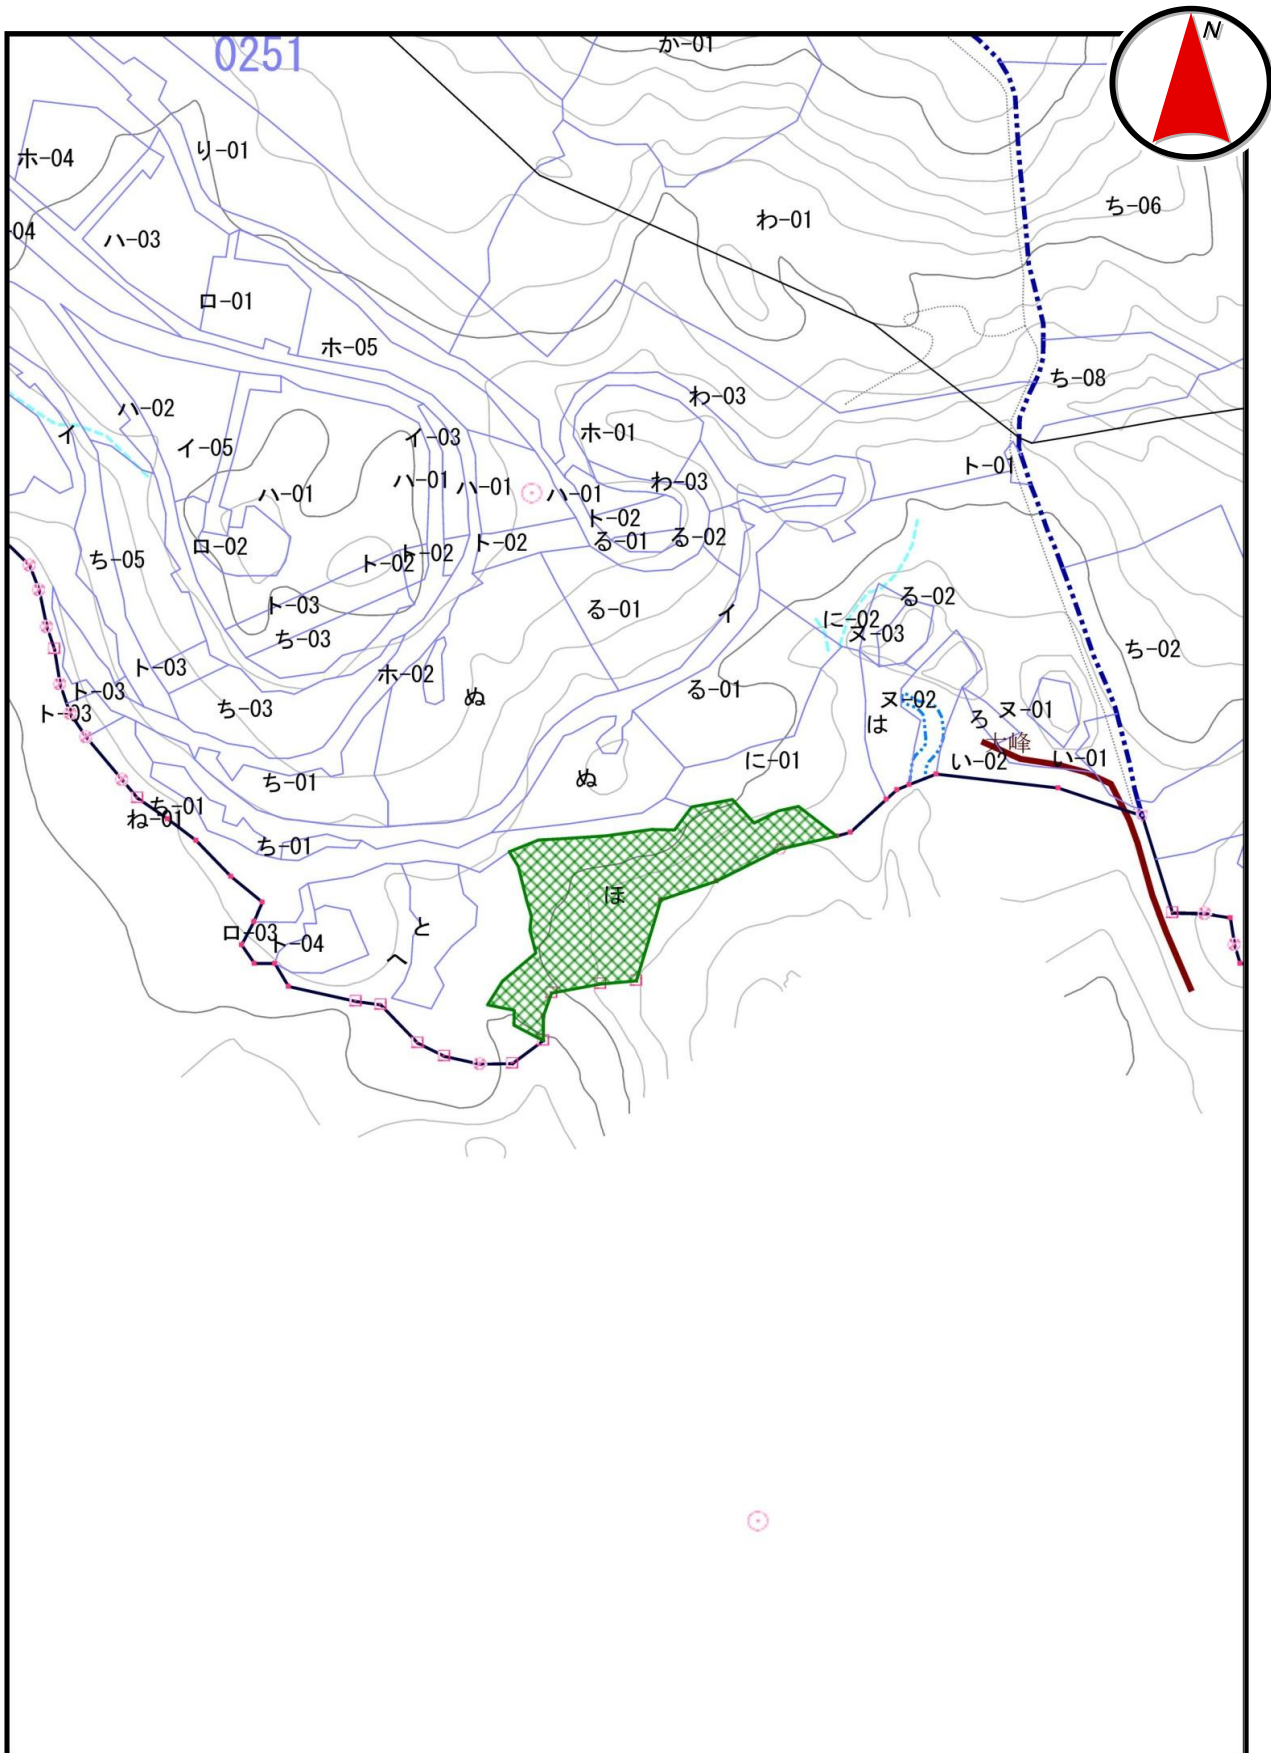 N
か-01
0251
り-01
ホ-04
ち-06
わ-01
04
ハ-03
ロ-01
ホ-05
ち-08
わ-03
ハ-02
イ
ホ-01
イ-03
イ-05
ト-01
ハ-01
ハ-01
わ-03
ハ-01
ハ-01
ト-02
る-02
る-01
ト-02
ロ-02
ト-02
ト-02
ち-05
る-02
ト-03
る-01
イ
に-02
ヌ-03
ち-03
ち-02
ト-03
ホ-02
る-01
ト-03
ぬ
ヌ-02
ち-03
ヌ-01
ト-03
ろ
は
大峰
い-01
に-01
い-02
ぬ
ち-01
ち-01
ね-01
ち-01
ほ
と
ロ-03
ト-04
へ